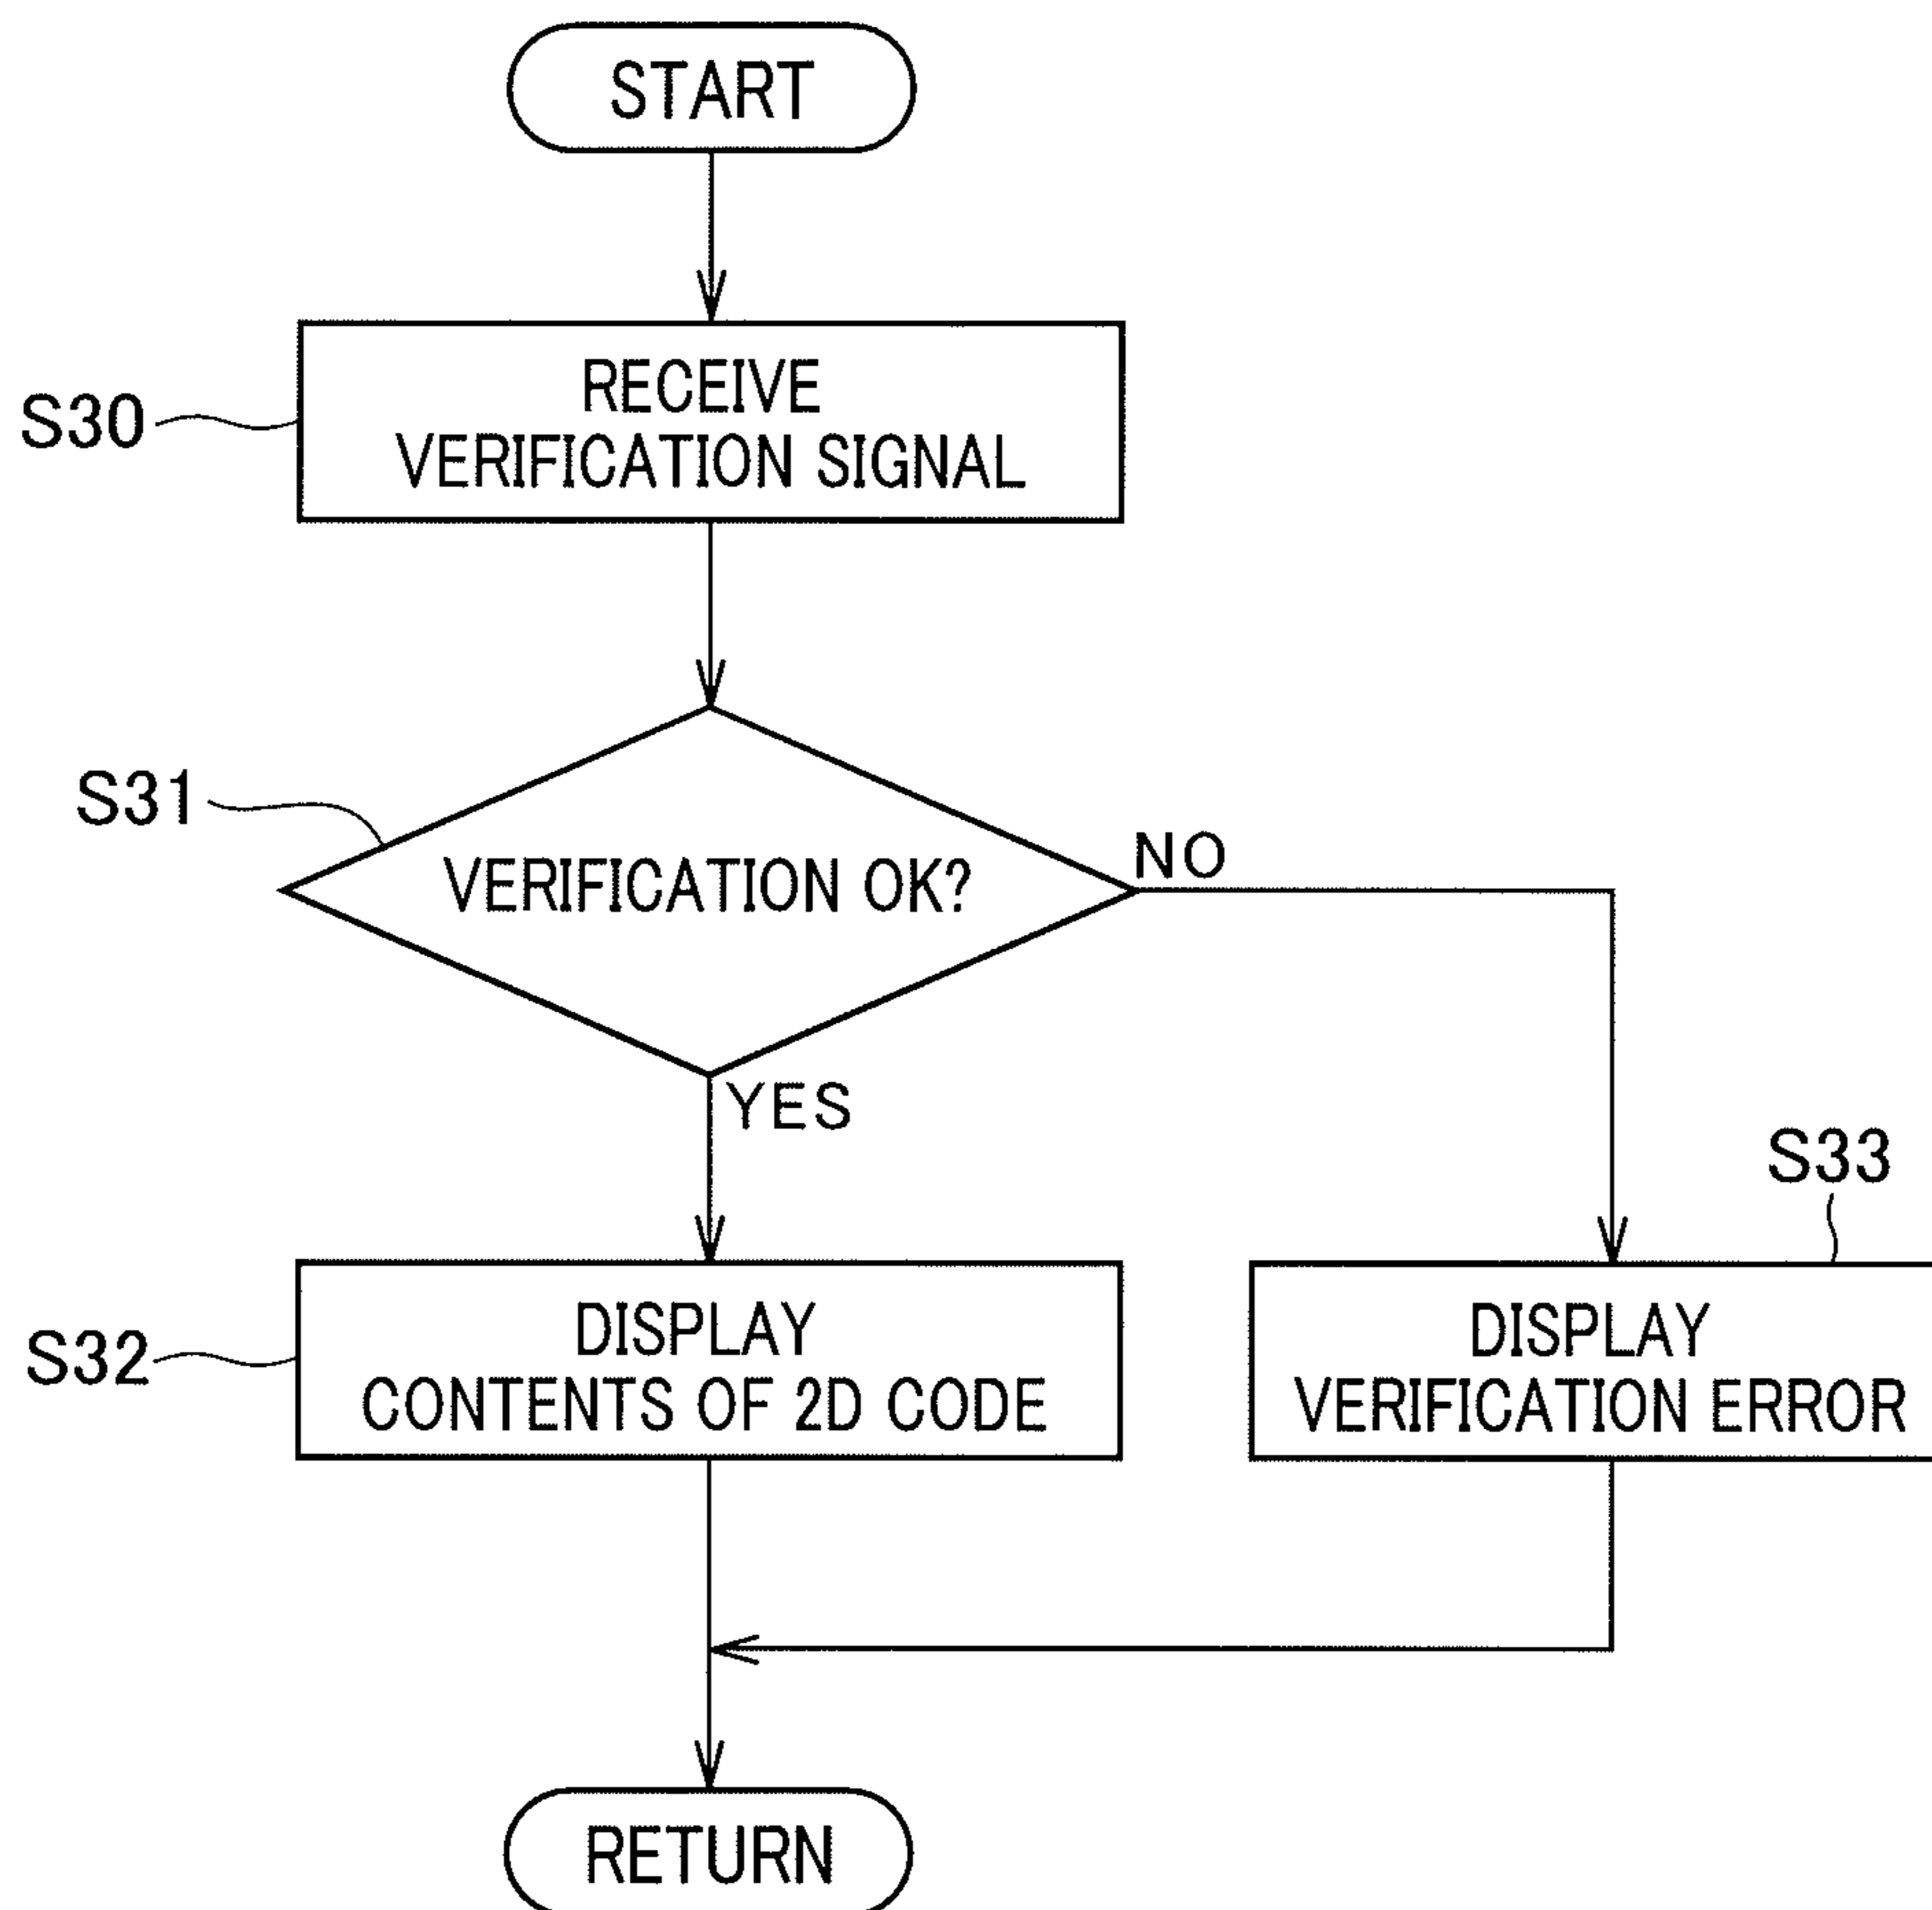 START
S30
RECEIVE
VERIFICATION SIGNAL
S31
VERIFICATION OK?
NO
YES
S33
S32
DISPLAY
CONTENTS OF 2D CODE
DISPLAY
VERIFICATION ERROR
RETURN